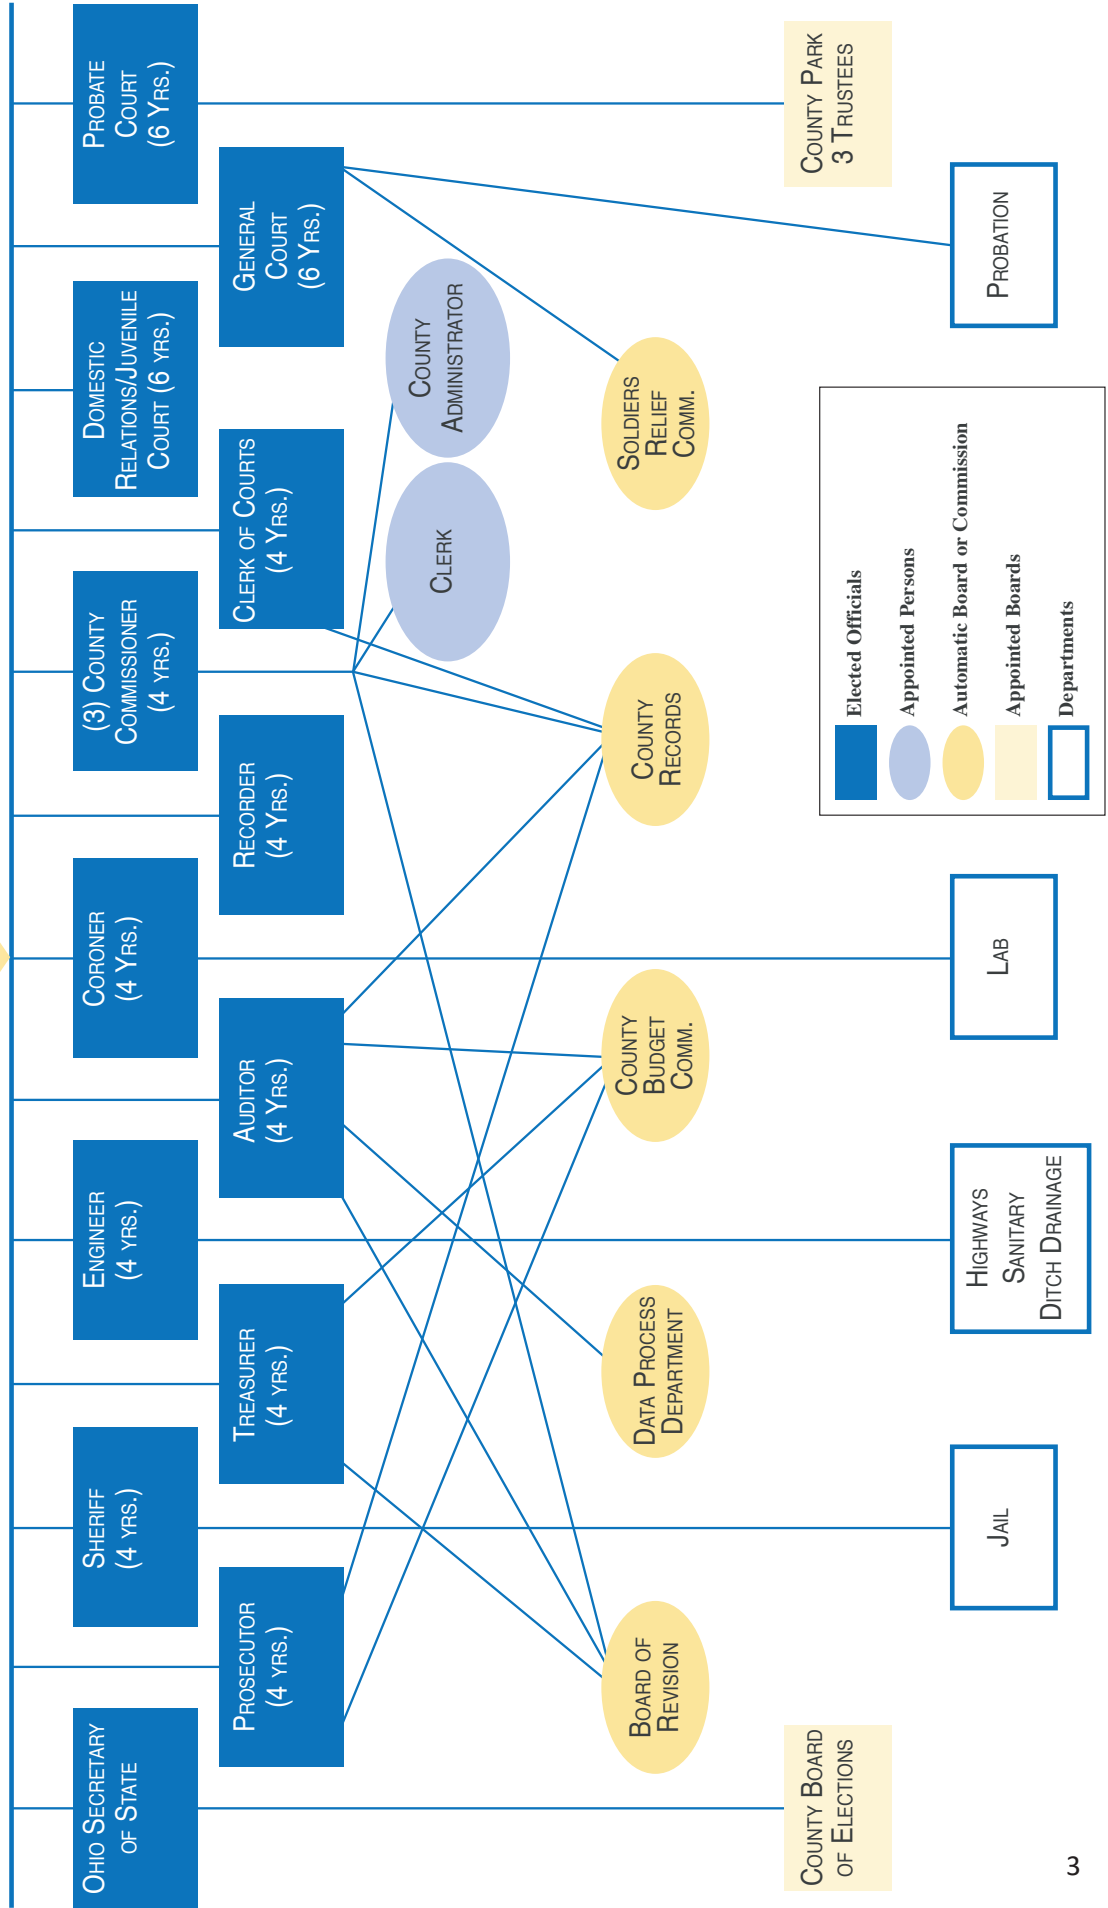 Ohio Secretary
of State
Sheriff
(4 yrs.)
Engineer
(4 yrs.)
Coroner
(4 Yrs.)
(3) County
Commissioner
(4 yrs.)
Domestic
Relations/Juvenile
Court (6 yrs.)
Probate
Court
(6 Yrs.)
Prosecutor
(4 yrs.)
Treasurer
(4 yrs.)
Auditor
(4 Yrs.)
Recorder
(4 Yrs.)
Clerk of Courts
(4 Yrs.)
General
Court
(6 Yrs.)
Clerk
County
Administrator
Board of
Revision
Data Process
Department
County
Budget
Comm.
County
Records
Soldiers
Relief
Comm.
County Board
of Elections
County Park
3 Trustees
Jail
Highways
Sanitary
Ditch Drainage
Lab
Probation
Elected Officials
Appointed Persons
Automatic Board or Commission
Appointed Boards
Departments
3